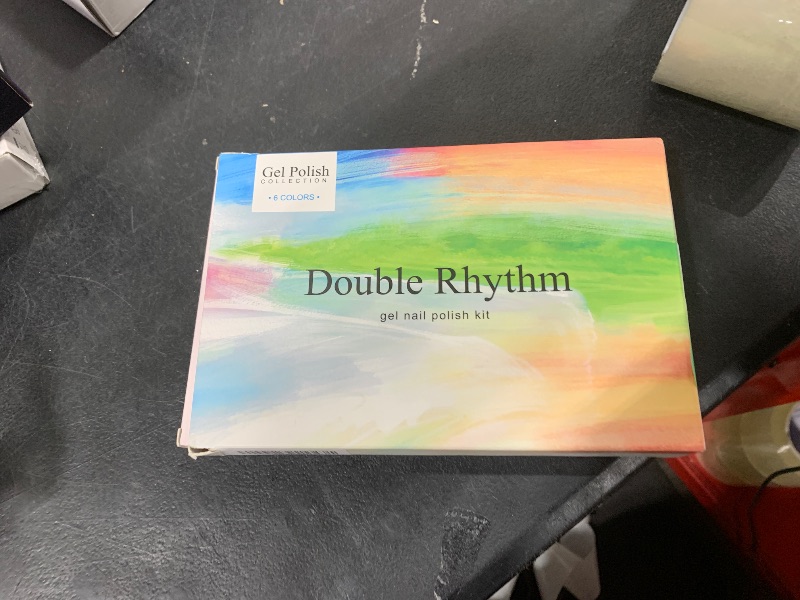 Gel Polish
COLLECTION
• 6 COLORS •
Double Rhythm
gel nail polish kit